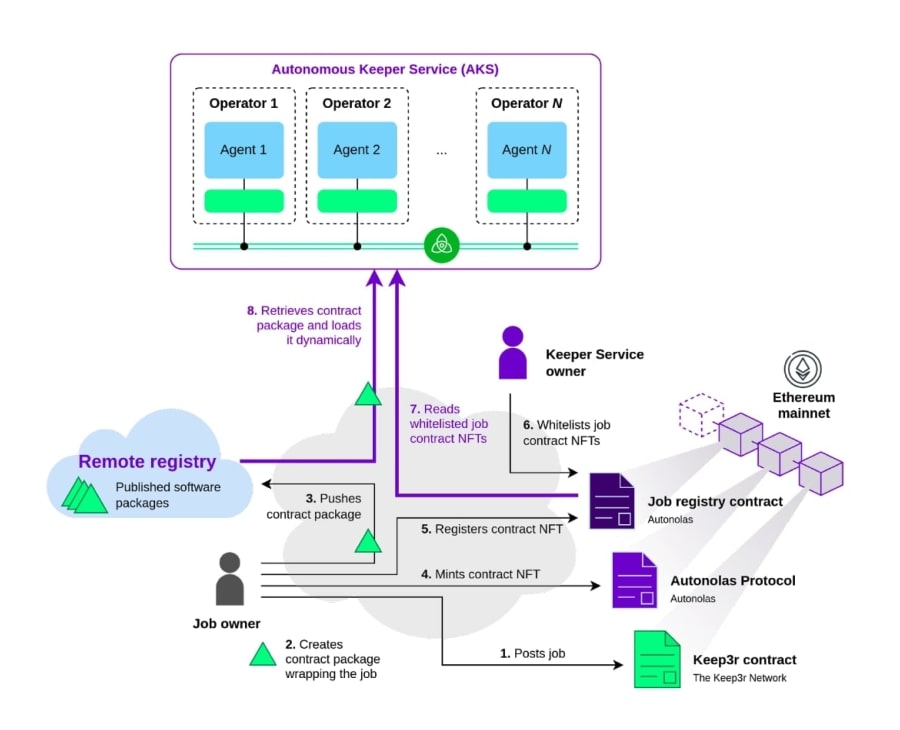 Autonomous Keeper Service (AKS)
Operator 1
Operator 2
Operator N
Agent 1
Agent 2
...
Agent N
8. Retrieves contract
package and loads
it dynamically
Keeper Service
owner
Ethereum
mainnet
7. Reads
whitelisted job
contract NFTs
6. Whitelists job
contract NFTs
Remote registry
Published software
packages
3. Pushes
contract package
Job registry contract
Autonolas
5. Registers contract NFT
4. Mints contract NFT
Autonolas Protocol
Autonolas
Job owner
2. Creates
contract package
wrapping the job
1. Posts job
Keep3r contract
The Keep3r Network